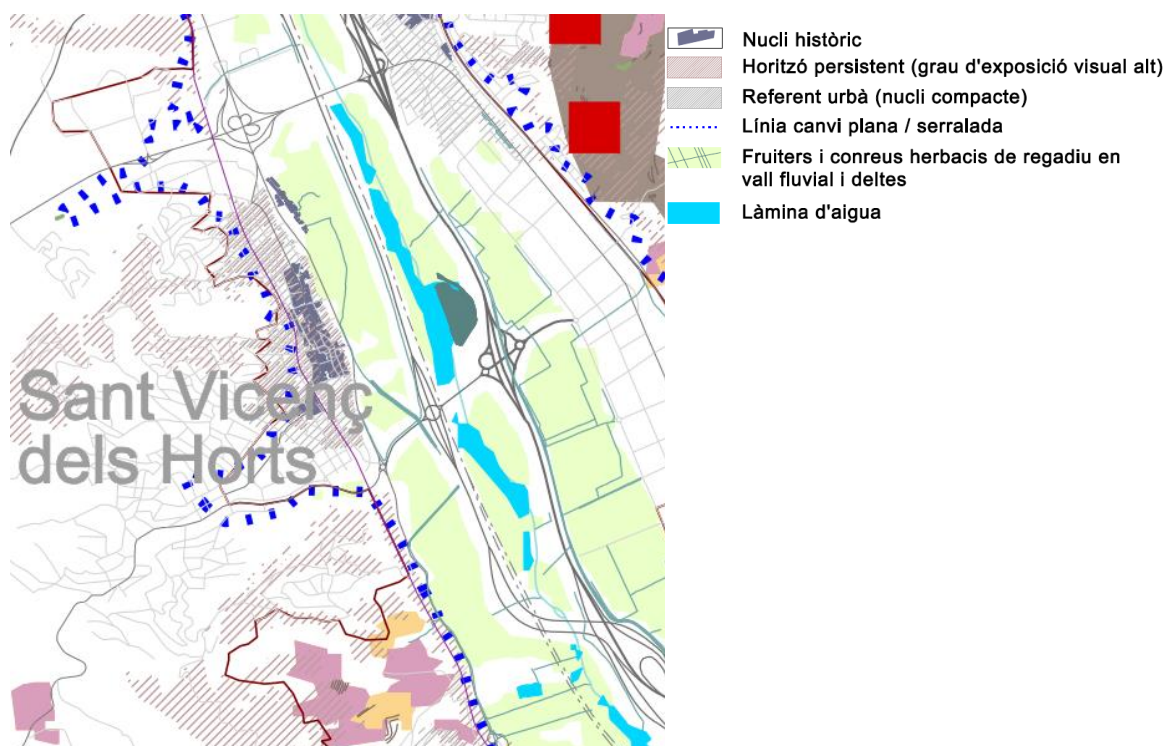 Nucli històric
Horitzó persistent (grau d'exposició visual alt)
Referent urbà (nucli compacte)
Línia canvi plana / serralada
Fruiters i conreus herbacis de regadiu en
vall fluvial i deltes
Làmina d'aigua
Sant Vicenç
dels Horts